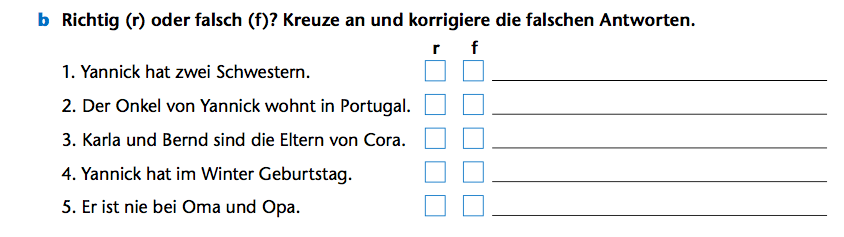 b Richtig (r) oder falsch (f)? Kreuze an und korrigiere die falschen Antworten.
r f
1. Yannick hat zwei Schwestern.
2. Der Onkel von Yannick wohnt in Portugal.
3. Karla und Bernd sind die Eltern von Cora.
4. Yannick hat im Winter Geburtstag.
5. Er ist nie bei Oma und Opa.